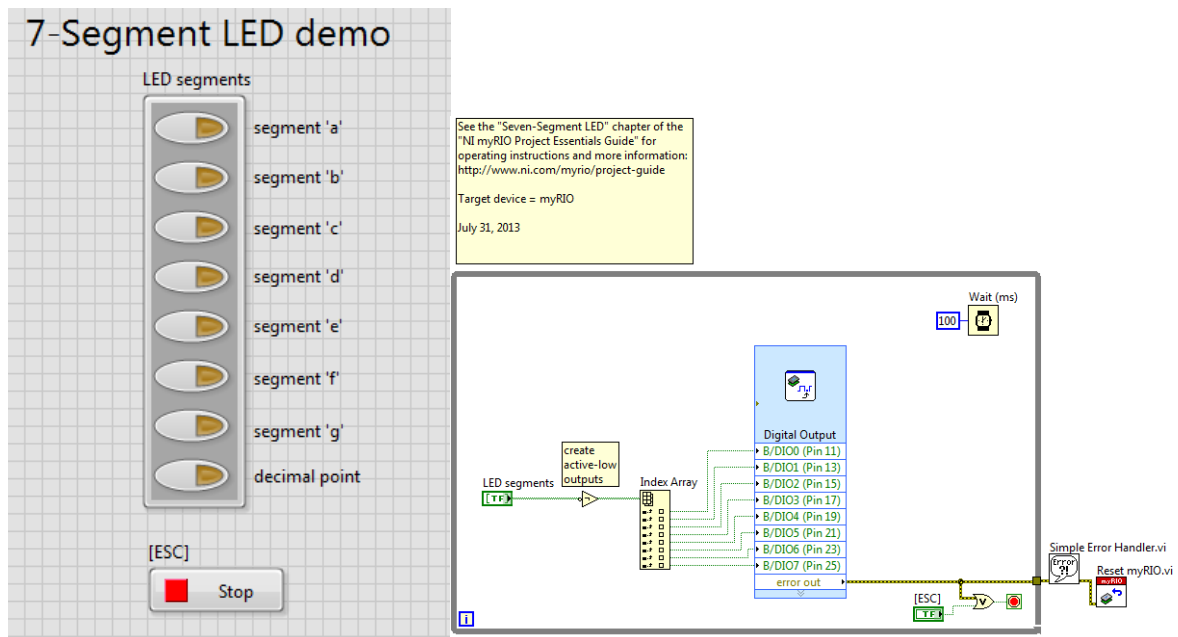 7-Segment LED demo
LED segments
segment 'a'
segment 'b'
segment 'c'
segment 'd'
segment 'e'
segment 'f'
segment 'g'
decimal point
[ESC]
Stop
See the "Seven-Segment LED" chapter of the
"NI myRIO Project Essentials Guide" for
operating instructions and more information:
http://www.ni.com/myrio/project-guide
Target device = myRIO
July 31, 2013
Wait (ms)
100
Digital Output
B/DIO0 (Pin 11)
B/DIO1 (Pin 13)
B/DIO2 (Pin 15)
B/DIO3 (Pin 17)
B/DIO4 (Pin 19)
B/DIO5 (Pin 21)
B/DIO6 (Pin 23)
B/DIO7 (Pin 25)
error out
create
active-low
outputs
LED segments
[TF]
Index Array
Simple Error Handler.vi
Error
?!
Reset myRIO.vi
myRIO
[ESC]
TF
V
i